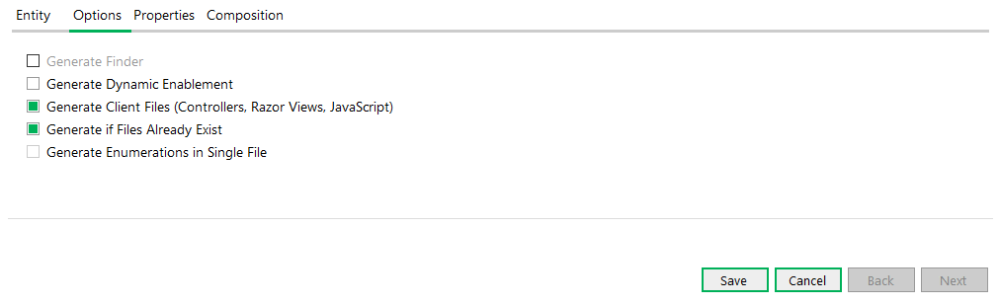 Entity Options Properties Composition
Generate Finder
Generate Dynamic Enablement
Generate Client Files (Controllers, Razor Views, JavaScript)
Generate if Files Already Exist
Generate Enumerations in Single File
Save Cancel Back Next